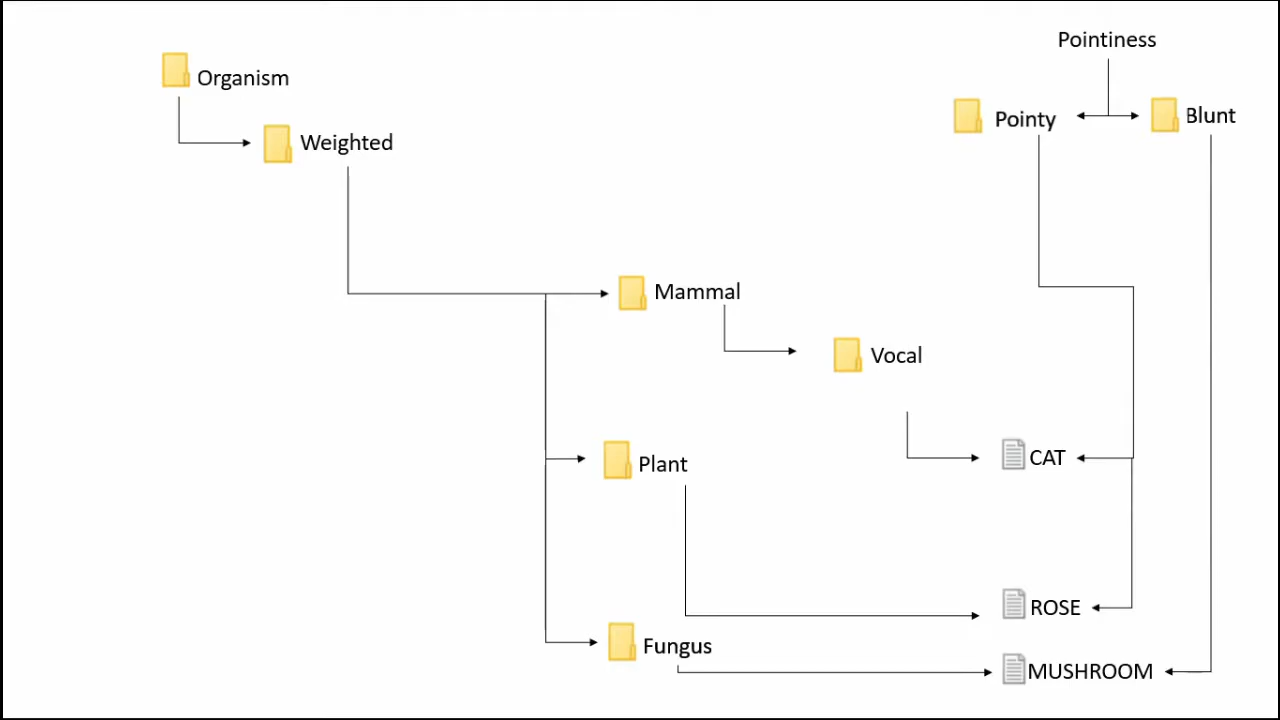 Pointiness
Organism
Pointy
Blunt
Weighted
Mammal
Vocal
CAT
Plant
ROSE
Fungus
MUSHROOM